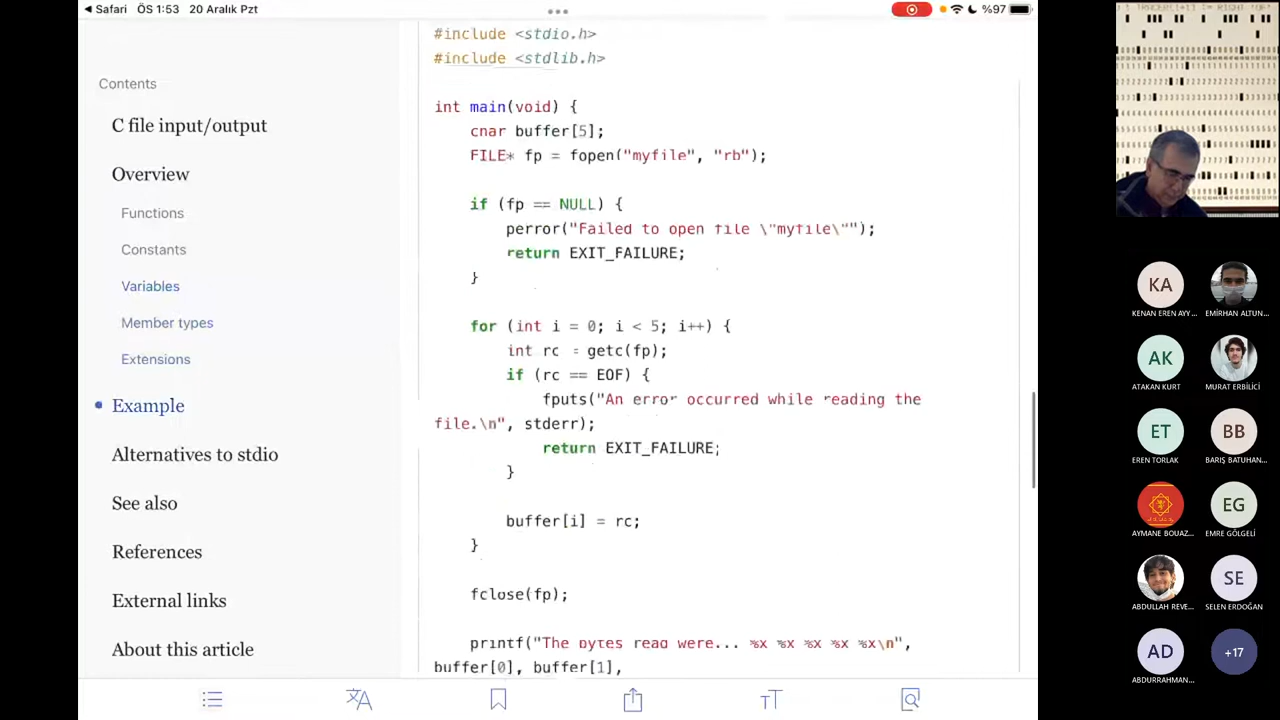 Safari ÖS 1:53 20 Aralık Pzt
%97
Contents
C file input/output
Overview
Functions
Constants
Variables
Member types
Extensions
Example
Alternatives to stdio
See also
References
External links
About this article
#include <stdio.h>
#include <stdlib.h>
int main(void) {
char buffer[5];
FILE* fp = fopen("myfile", "rb");
if (fp == NULL) {
perror("Failed to open file \"myfile\"");
return EXIT_FAILURE;
}
for (int i = 0; i < 5; i++) {
int rc = getc(fp);
if (rc == EOF) {
fputs("An error occurred while reading the
file.\n", stderr);
return EXIT_FAILURE;
}
buffer[i] = rc;
}
fclose(fp);
printf("The bytes read were... %x %x %x %x %x\n",
buffer[0], buffer[1],
KA
KENAN EREN AYY...
EMİRHAN ALTUN...
AK
ATAKAN KURT
MURAT ERBİLİCİ
ET
EREN TORLAK
BB
BARIŞ BATUHAN...
AYMANE BOUAZ...
EG
EMRE GÖLGELİ
ABDULLAH REVE...
SE
SELEN ERDOĞAN
AD
ABDURRAHMAN...
+17